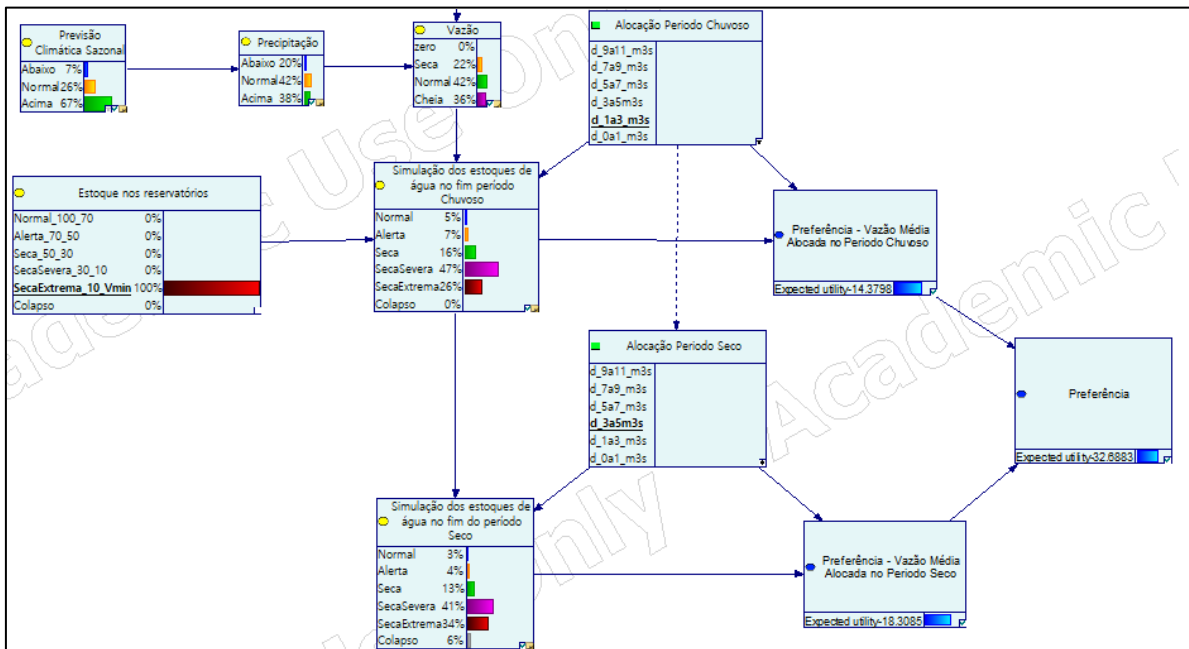 Previsão
Climática Sazonal
Abaixo 7%
Normal 26%
Acima 67%
Precipitação
Abaixo 20%
Normal 42%
Acima 38%
Vazão
zero 0%
Seca 22%
Normal 42%
Cheia 36%
Alocação Periodo Chuvoso
d_9a11_m3s
d_7a9_m3s
d_5a7_m3s
d_3a5m3s
d_1a3_m3s
d_0a1_m3s
Estoque nos reservatórios
Normal_100_70 0%
Alerta_70_50 0%
Seca_50_30 0%
SecaSevera_30_10 0%
SecaExtrema_10_Vmin 100%
Colapso 0%
Simulação dos estoques de
água no fim período
Chuvoso
Normal 5%
Alerta 7%
Seca 16%
SecaSevera 47%
SecaExtrema 26%
Colapso 0%
Preferência - Vazão Média
Alocada no Periodo Chuvoso
Expected utility-14.3798
Alocação Periodo Seco
d_9a11_m3s
d_7a9_m3s
d_5a7_m3s
d_3a5m3s
d_1a3_m3s
d_0a1_m3s
Preferência
Expected utility-32.6883
Simulação dos estoques de
água no fim do período
Seco
Normal 3%
Alerta 4%
Seca 13%
SecaSevera 41%
SecaExtrema 34%
Colapso 6%
Preferência - Vazão Média
Alocada no Periodo Seco
Expected utility-18.3085
Academic Use Only
Academic